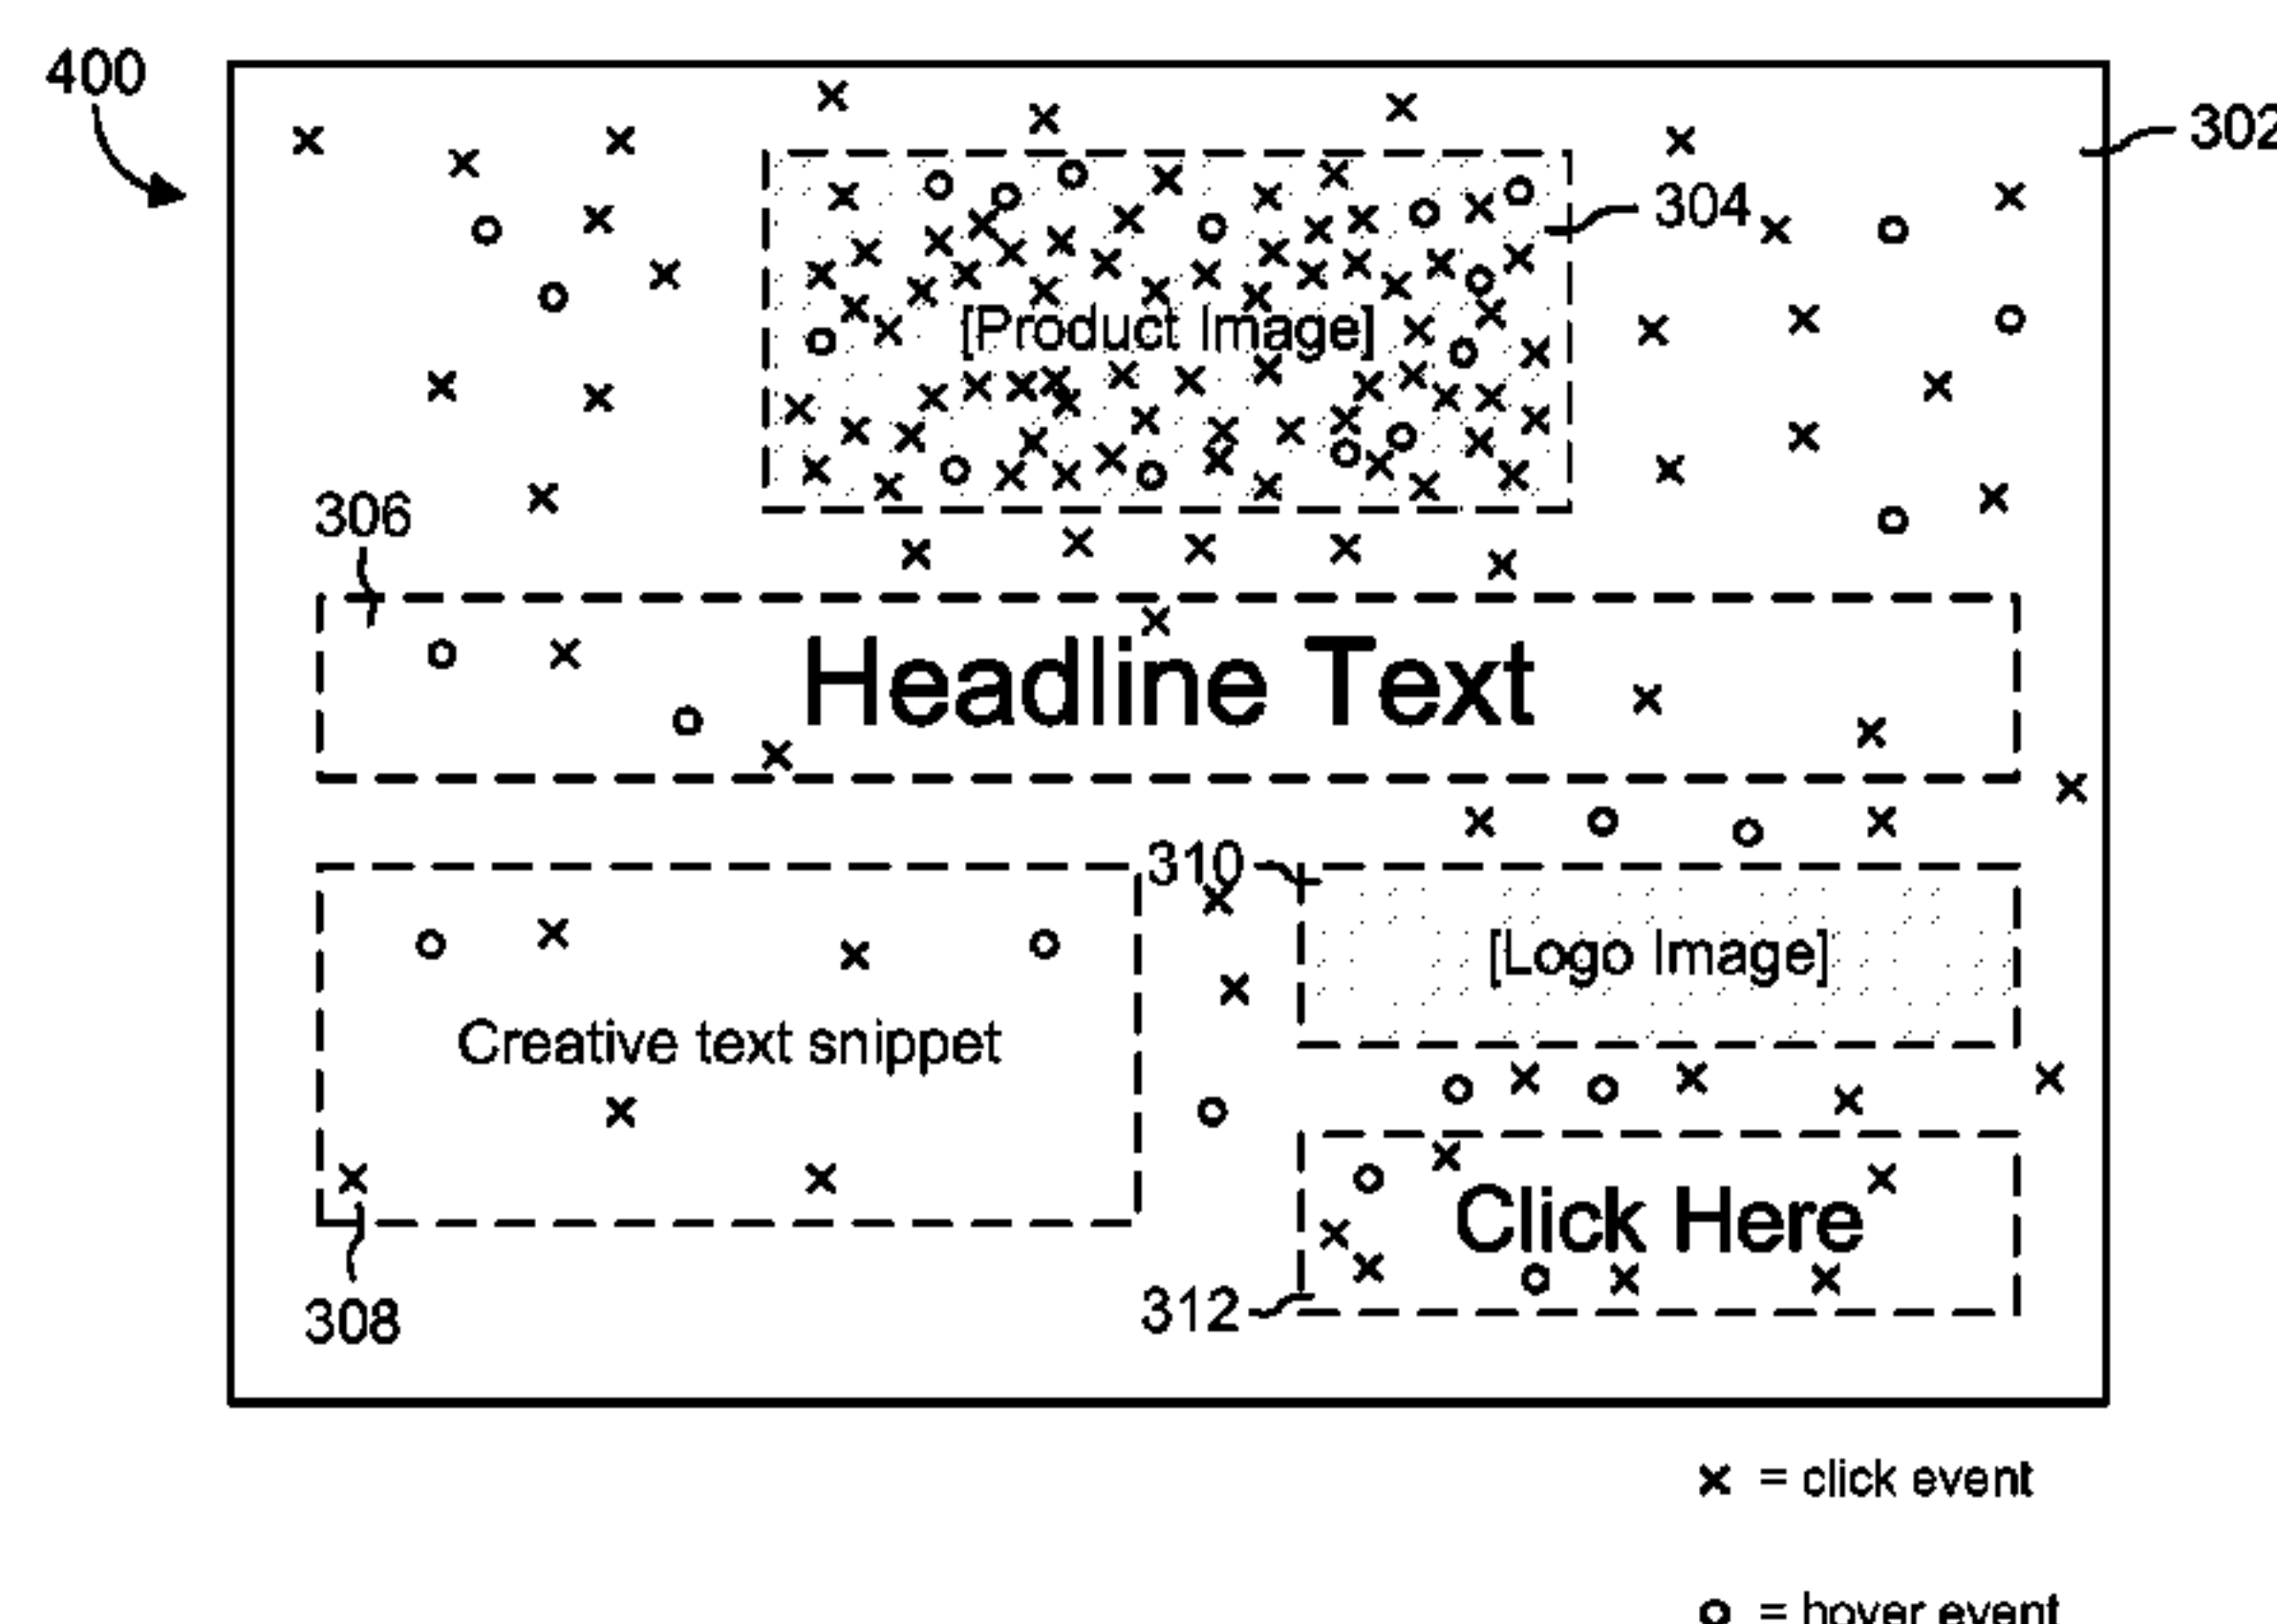 400
302
304
[Product Image]
306
Headline Text
310
[Logo Image]
Creative text snippet
Click Here
312
308
x = click event
o = hover event